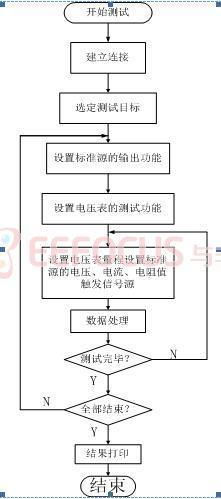 开始测试
建立连接
选定测试目标
设置标准源的输出功能
设置电压表的测试功能
EEFOCUS 与
设置电压表量程设置标准
源的电压、电流、电阻值
触发信号源
数据处理
测试完毕？
N
Y
全部结束？
N
Y
结果打印
结束